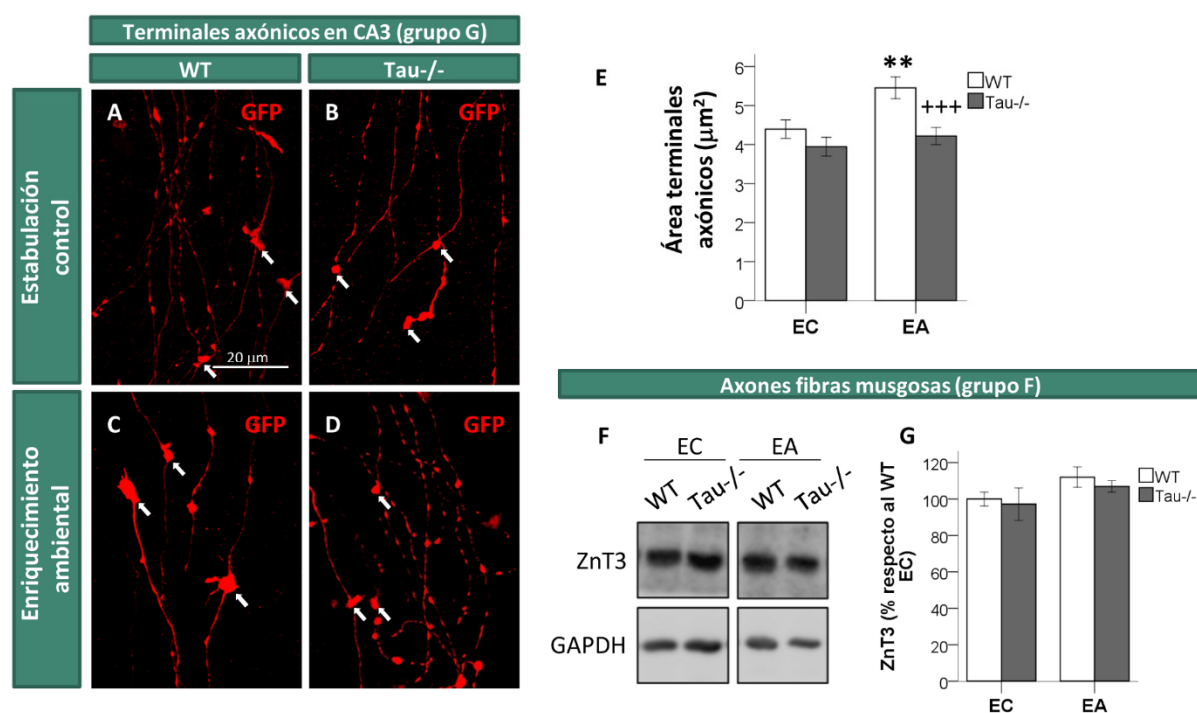 Terminales axónicos en CA3 (grupo G)
WT
Tau-/-
Estabulación control
Enriquecimiento ambiental
A
GFP
20 μm
B
GFP
C
GFP
D
GFP
E
Área terminales
axónicos (μm²)
6
5
4
3
2
1
0
**
+++
WT
Tau-/-
EC
EA
Axones fibras musgosas (grupo F)
F
EC
EA
WT
Tau-/-
WT
Tau-/-
ZnT3
GAPDH
G
ZnT3 (% respecto al WT
EC)
120
100
80
60
40
20
0
WT
Tau-/-
EC
EA